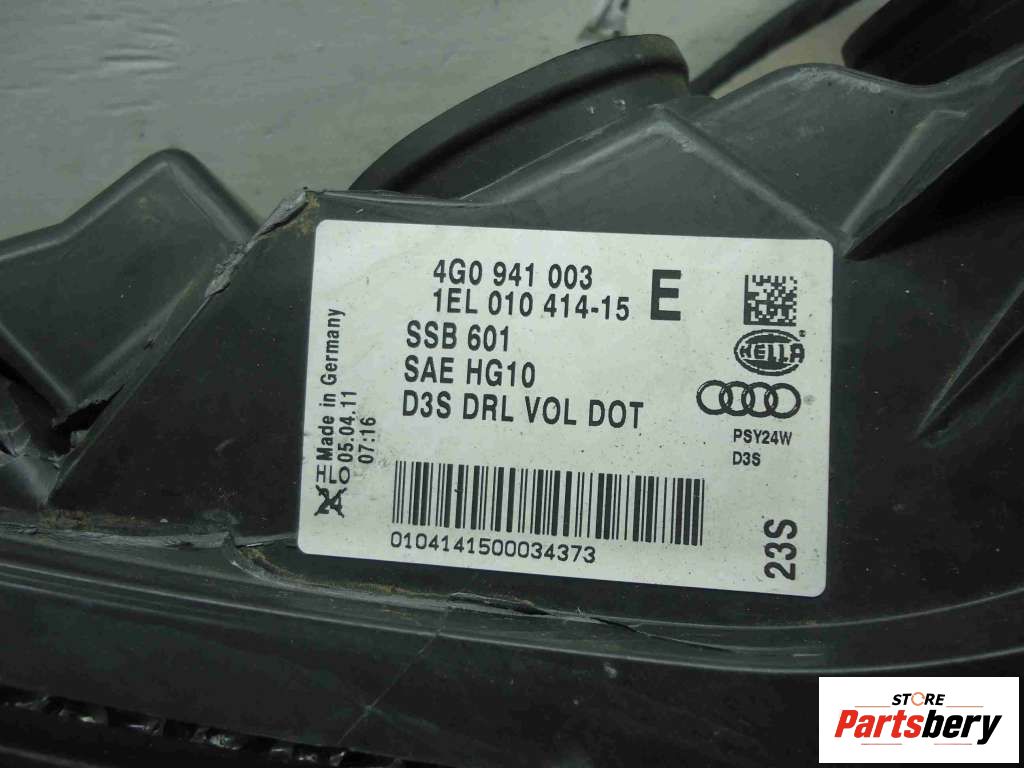 4G0 941 003
1EL 010 414-15 E
SSB 601
SAE HG10
D3S DRL VOL DOT
HELLA
®
PSY24W
D3S
Made in Germany
05.04.11
07:16
0104141500034373
23S
STORE
Partsbery